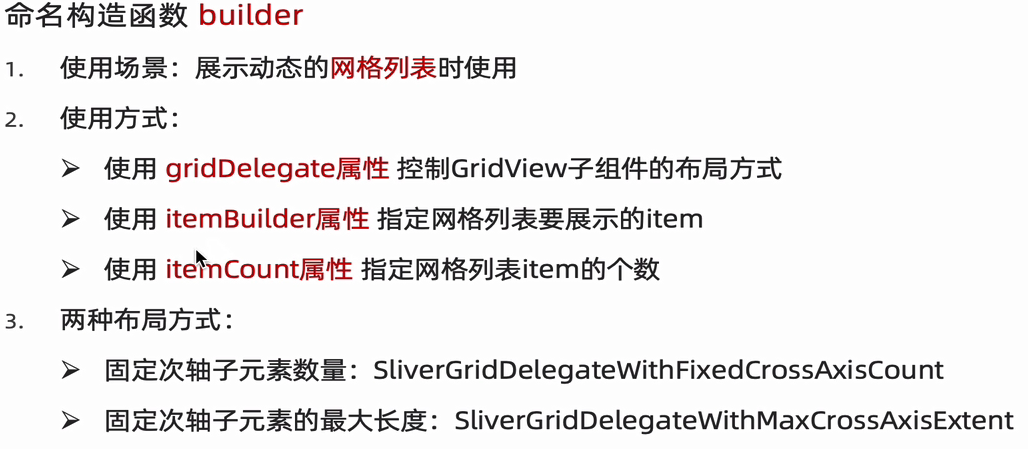 命名构造函数 builder
1. 使用场景：展示动态的网格列表时使用
2. 使用方式：
➢ 使用 gridDelegate属性 控制GridView子组件的布局方式
➢ 使用 itemBuilder属性 指定网格列表要展示的item
➢ 使用 itemCount属性 指定网格列表item的个数
3. 两种布局方式：
➢ 固定次轴子元素数量：SliverGridDelegateWithFixedCrossAxisCount
➢ 固定次轴子元素的最大长度：SliverGridDelegateWithMaxCrossAxisExtent